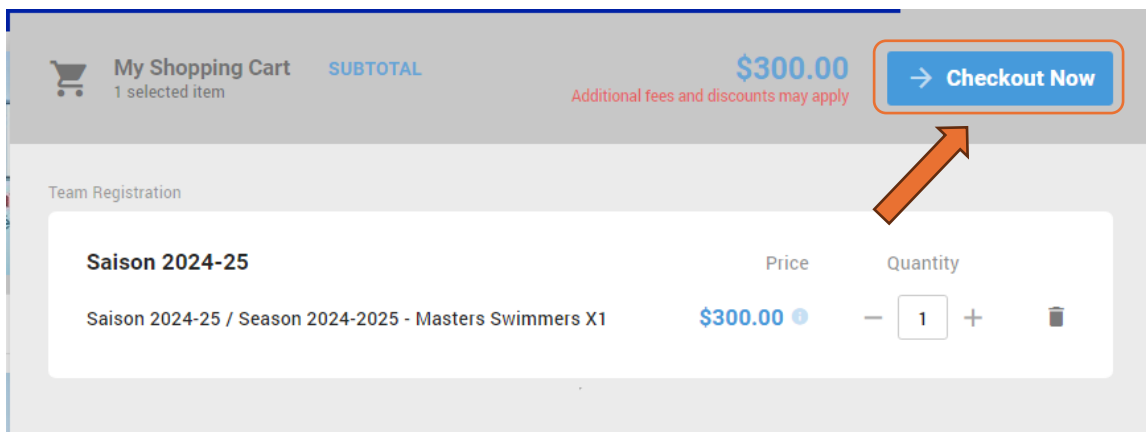 My Shopping Cart SUBTOTAL $300.00 Checkout Now
1 selected item Additional fees and discounts may apply
Team Registration
Saison 2024-25 Price Quantity
Saison 2024-25 / Season 2024-2025 - Masters Swimmers X1 $300.00 1